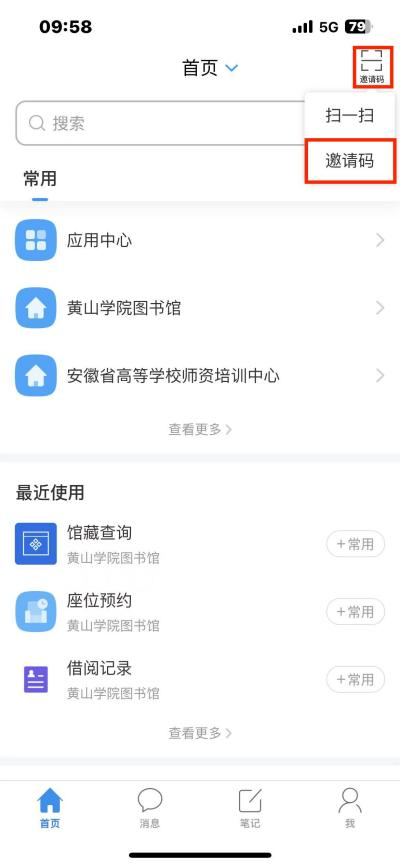 09:58
5G 79
首页
邀请码
搜索
扫一扫
邀请码
常用
应用中心
黄山学院图书馆
安徽省高等学校师资培训中心
查看更多
最近使用
馆藏查询
黄山学院图书馆
+常用
座位预约
黄山学院图书馆
+常用
借阅记录
黄山学院图书馆
+常用
查看更多
首页
消息
笔记
我